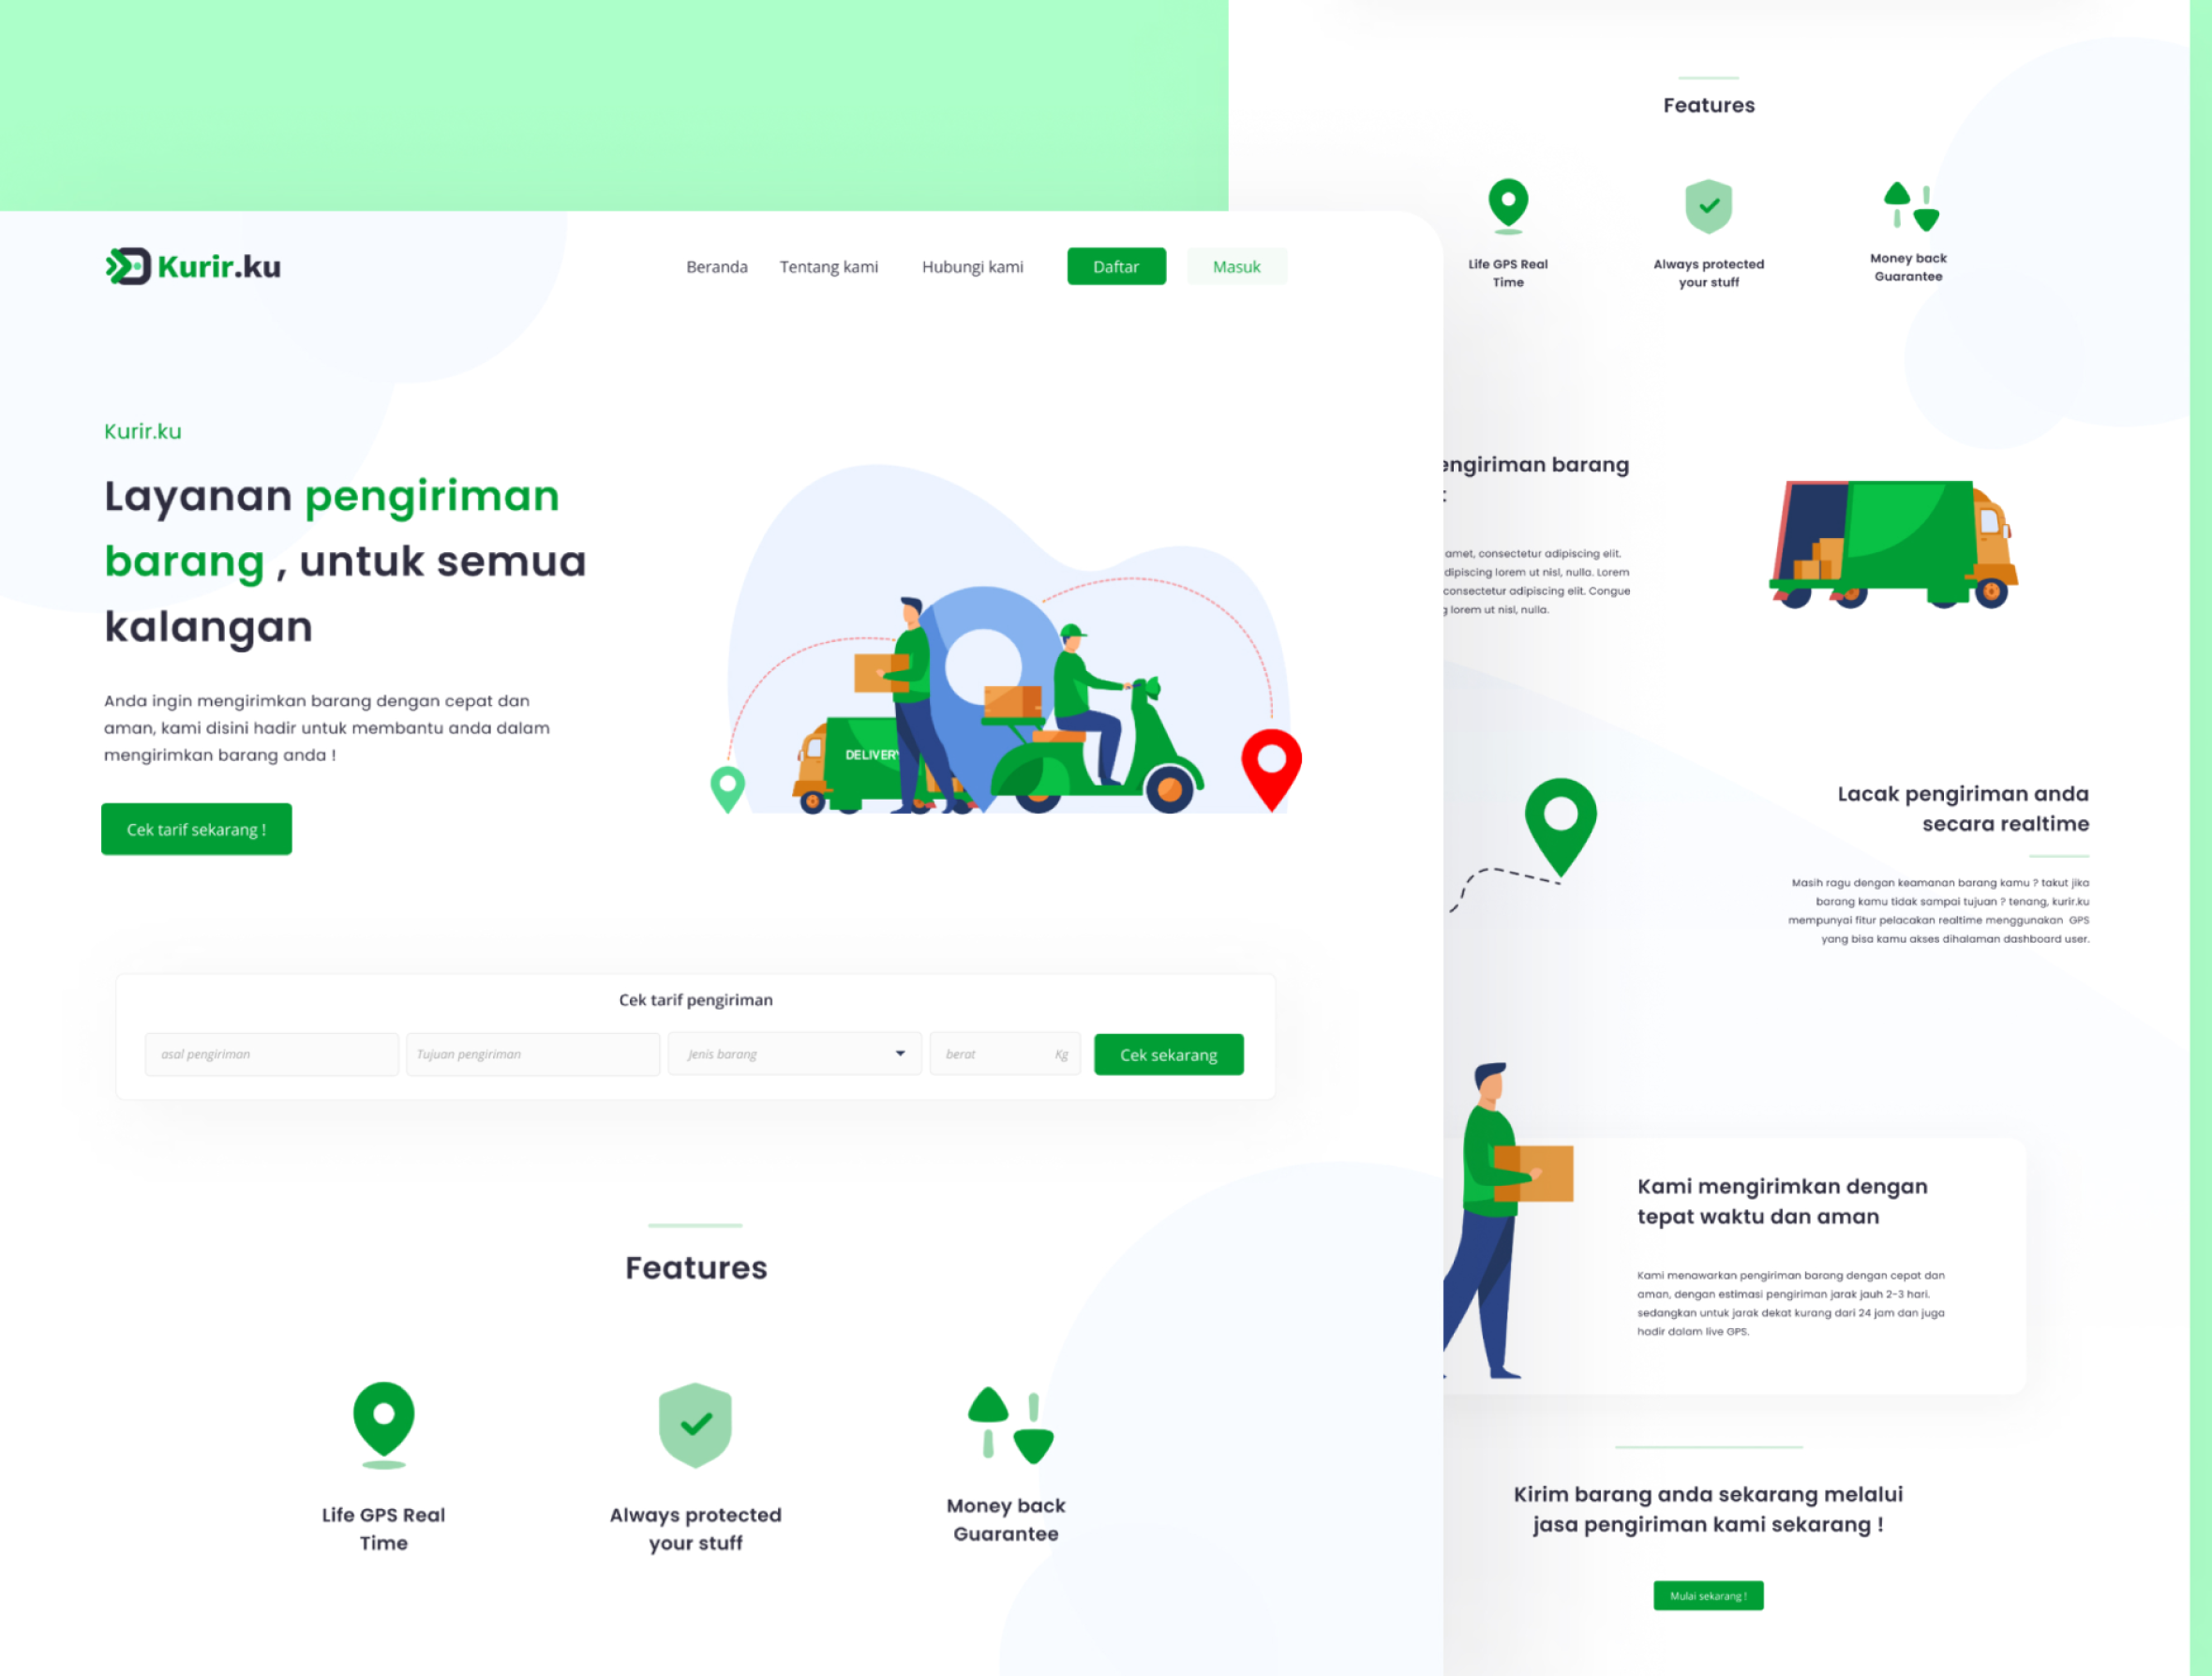 Kurir.ku
Beranda Tentang kami Hubungi kami Daftar Masuk
Kurir.ku
Layanan pengiriman
barang , untuk semua
kalangan
Anda ingin mengirimkan barang dengan cepat dan
aman, kami disini hadir untuk membantu anda dalam
mengirimkan barang anda !
Cek tarif sekarang !
DELIVERY
Cek tarif pengiriman
asal pengiriman Tujuan pengiriman Jenis barang berat Kg Cek sekarang
Features
Life GPS Real
Time
Always protected
your stuff
Money back
Guarantee
Features
Life GPS Real
Time
Always protected
your stuff
Money back
Guarantee
engiriman barang
amet, consectetur adipiscing elit.
dipiscing lorem ut nisl, nulla. Lorem
consectetur adipiscing elit. Congue
g lorem ut nisl, nulla.
Lacak pengiriman anda
secara realtime
Masih ragu dengan keamanan barang kamu ? takut jika
barang kamu tidak sampai tujuan ? tenang, kurir.ku
mempunyai fitur pelacakan realtime menggunakan GPS
yang bisa kamu akses dihalaman dashboard user.
Kami mengirimkan dengan
tepat waktu dan aman
Kami menawarkan pengiriman barang dengan cepat dan
aman, dengan estimasi pengiriman jarak jauh 2-3 hari.
sedangkan untuk jarak dekat kurang dari 24 jam dan juga
hadir dalam live GPS.
Kirim barang anda sekarang melalui
jasa pengiriman kami sekarang !
Mulai sekarang !